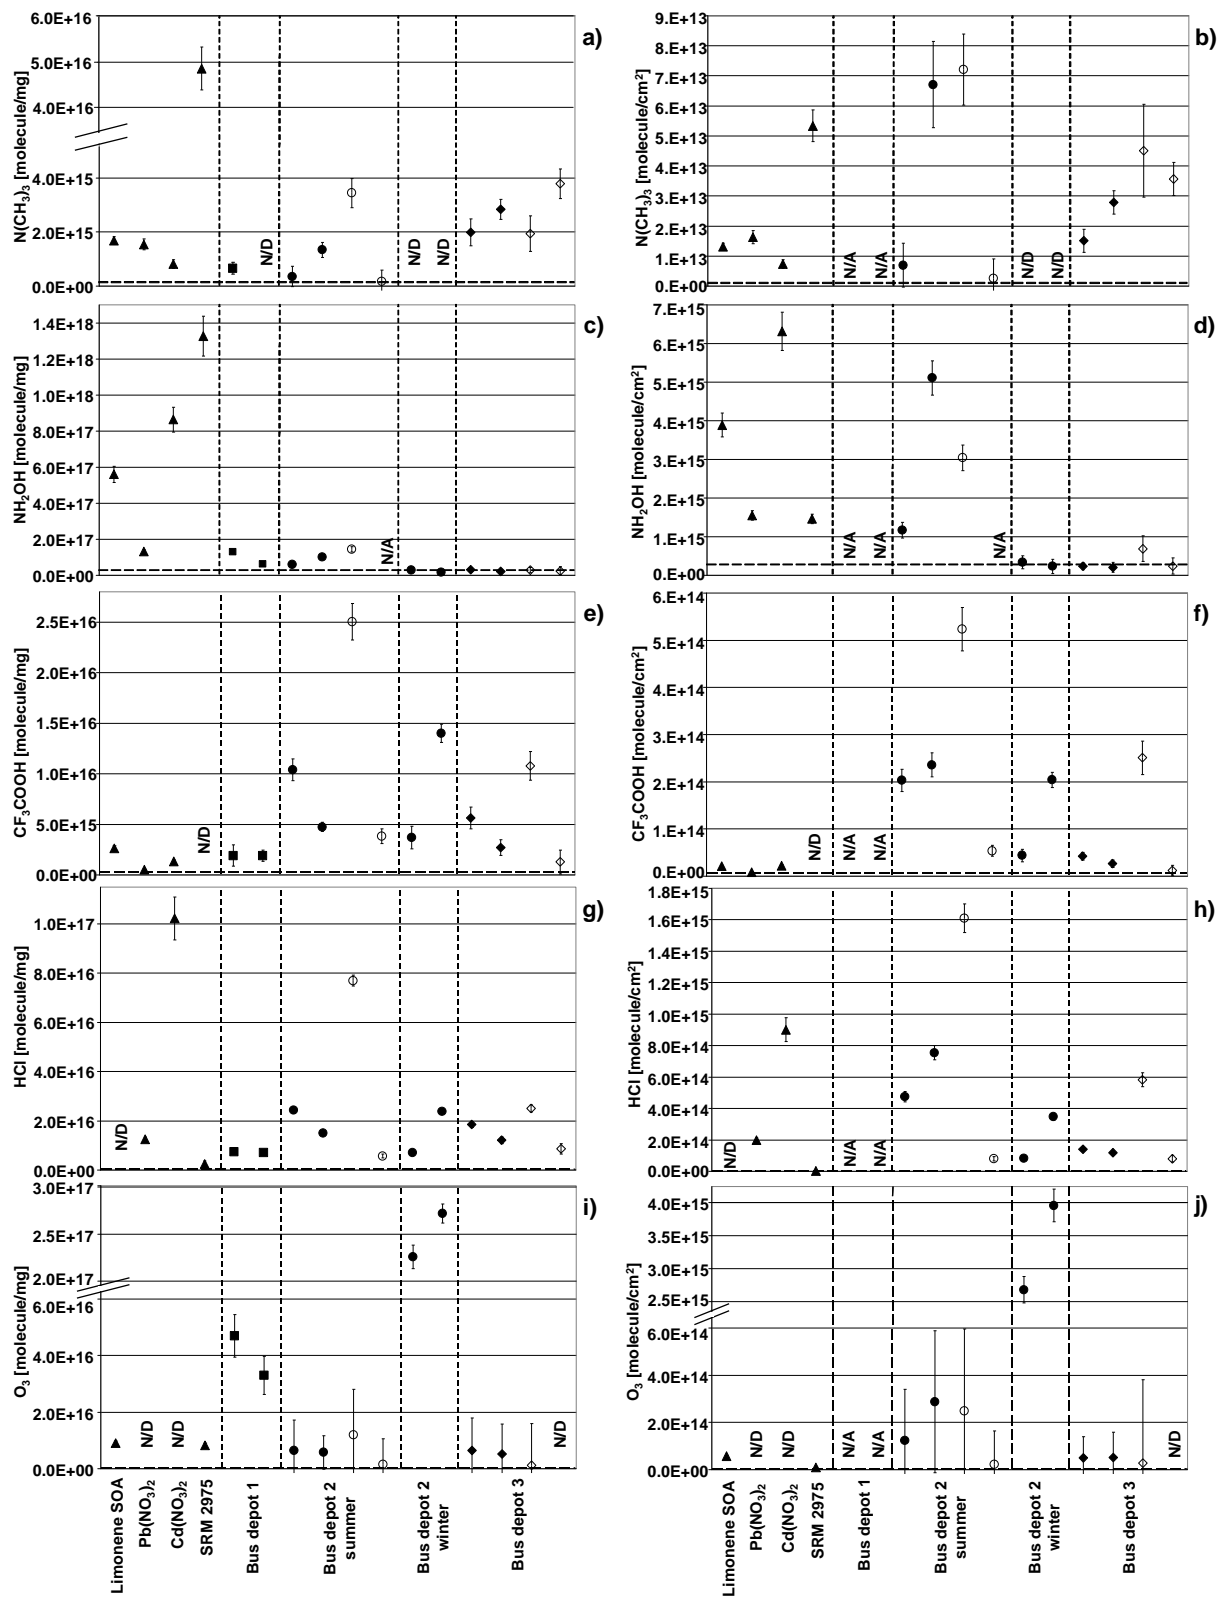 a)
N(CH3)3 [molecule/mg]
6.0E+16
5.0E+16
4.0E+16
4.0E+15
2.0E+15
0.0E+00
N/D
N/D
N/D
b)
N(CH3)3 [molecule/cm2]
9.E+13
8.E+13
7.E+13
6.E+13
5.E+13
4.E+13
3.E+13
2.E+13
1.E+13
0.E+00
N/A
N/A
N/D
N/D
c)
NH2OH [molecule/mg]
1.4E+18
1.2E+18
1.0E+18
8.0E+17
6.0E+17
4.0E+17
2.0E+17
0.0E+00
N/A
d)
NH2OH [molecule/cm2]
7.E+15
6.E+15
5.E+15
4.E+15
3.E+15
2.E+15
1.E+15
0.E+00
N/A
N/A
N/A
e)
CF3COOH [molecule/mg]
2.5E+16
2.0E+16
1.5E+16
1.0E+16
5.0E+15
0.0E+00
N/D
f)
CF3COOH [molecule/cm2]
6.E+14
5.E+14
4.E+14
3.E+14
2.E+14
1.E+14
0.E+00
N/D
N/A
N/A
g)
HCl [molecule/mg]
1.0E+17
8.0E+16
6.0E+16
4.0E+16
2.0E+16
0.0E+00
N/D
h)
HCl [molecule/cm2]
1.8E+15
1.6E+15
1.4E+15
1.2E+15
1.0E+15
8.0E+14
6.0E+14
4.0E+14
2.0E+14
0.0E+00
N/D
N/A
N/A
i)
O3 [molecule/mg]
3.0E+17
2.5E+17
2.0E+17
6.0E+16
4.0E+16
2.0E+16
0.0E+00
N/D
N/D
N/D
j)
O3 [molecule/cm2]
4.0E+15
3.5E+15
3.0E+15
2.5E+15
6.0E+14
4.0E+14
2.0E+14
0.0E+00
N/D
N/D
N/A
N/A
N/D
Limonene SOA
Pb(NO3)2
Cd(NO3)2
SRM 2975
Bus depot 1
Bus depot 2
summer
Bus depot 2
winter
Bus depot 3
Limonene SOA
Pb(NO3)2
Cd(NO3)2
SRM 2975
Bus depot 1
Bus depot 2
summer
Bus depot 2
winter
Bus depot 3